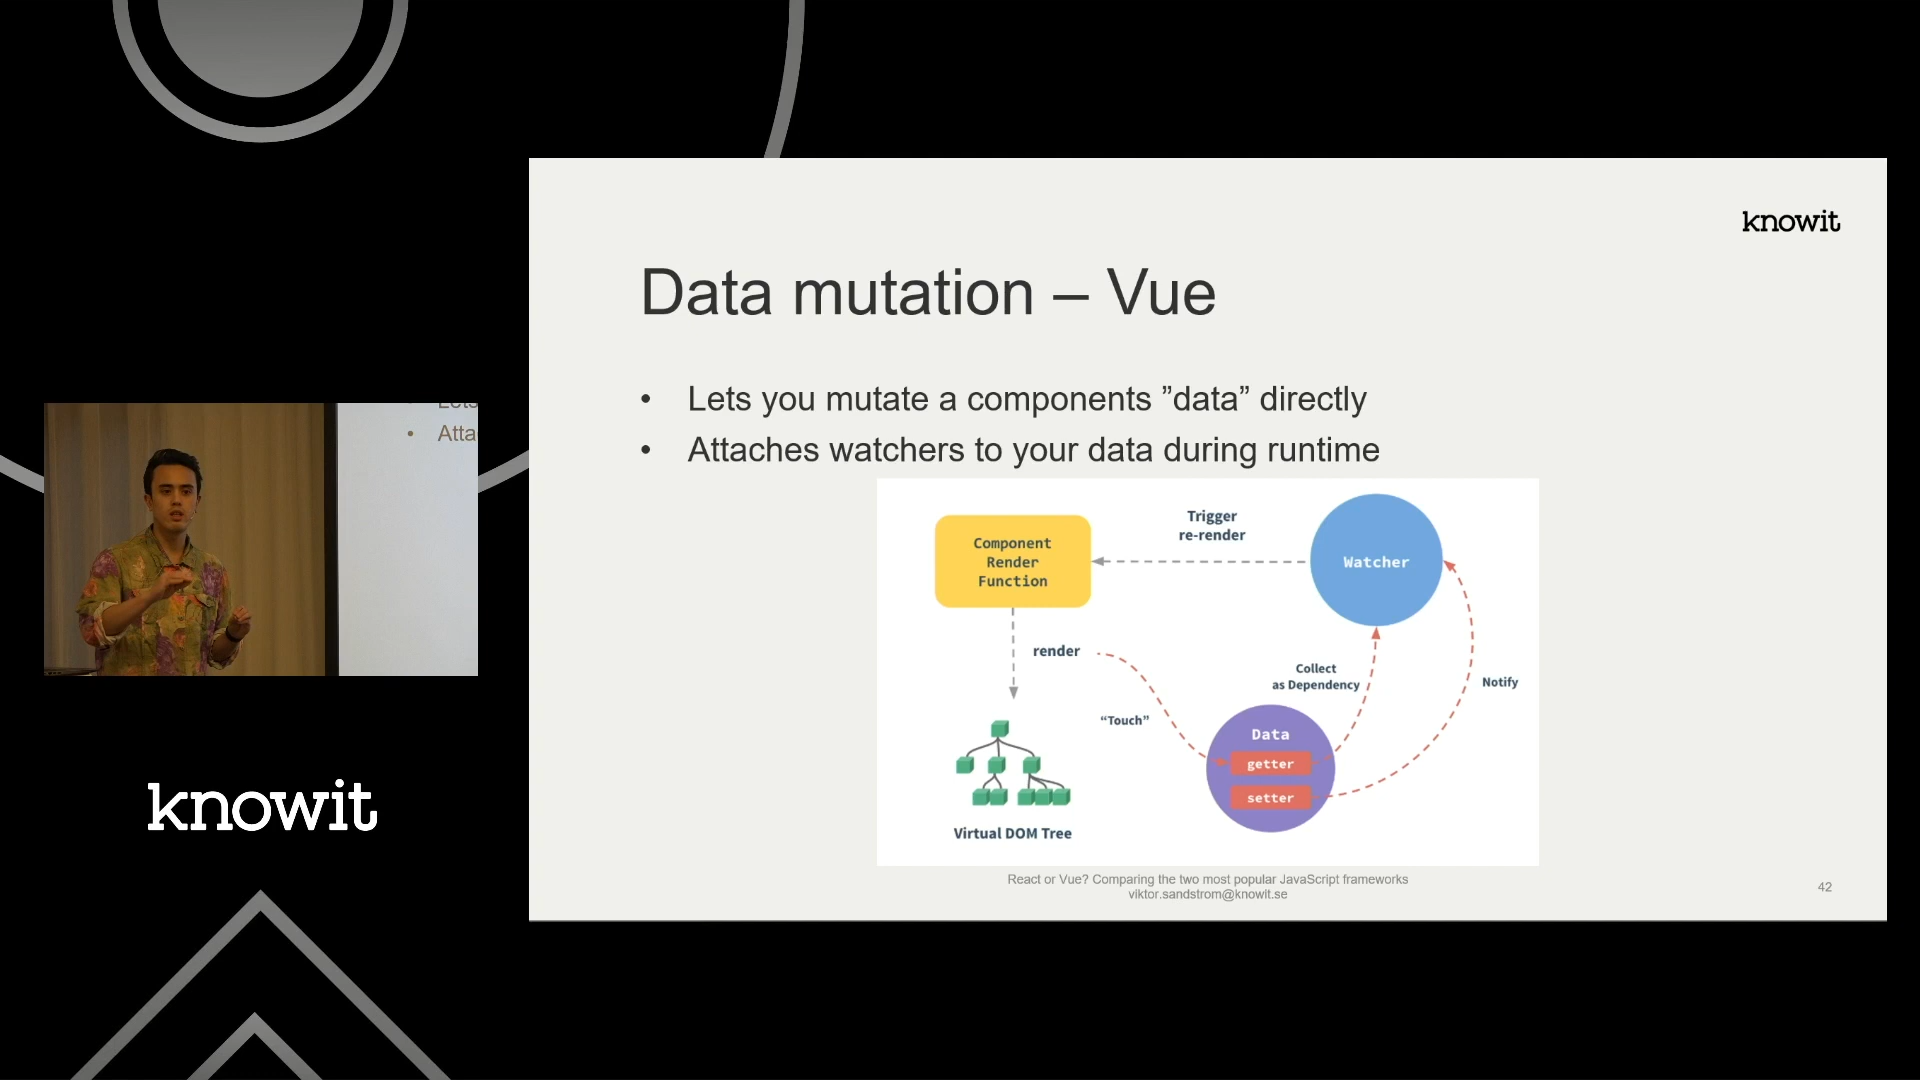 knowit
Data mutation – Vue
• Lets you mutate a components ”data” directly
• Attaches watchers to your data during runtime
Component
Render
Function
Trigger
re-render
Watcher
render
“Touch”
Collect
as Dependency
Notify
Data
getter
setter
Virtual DOM Tree
React or Vue? Comparing the two most popular JavaScript frameworks
viktor.sandstrom@knowit.se
42
• Atta
knowit